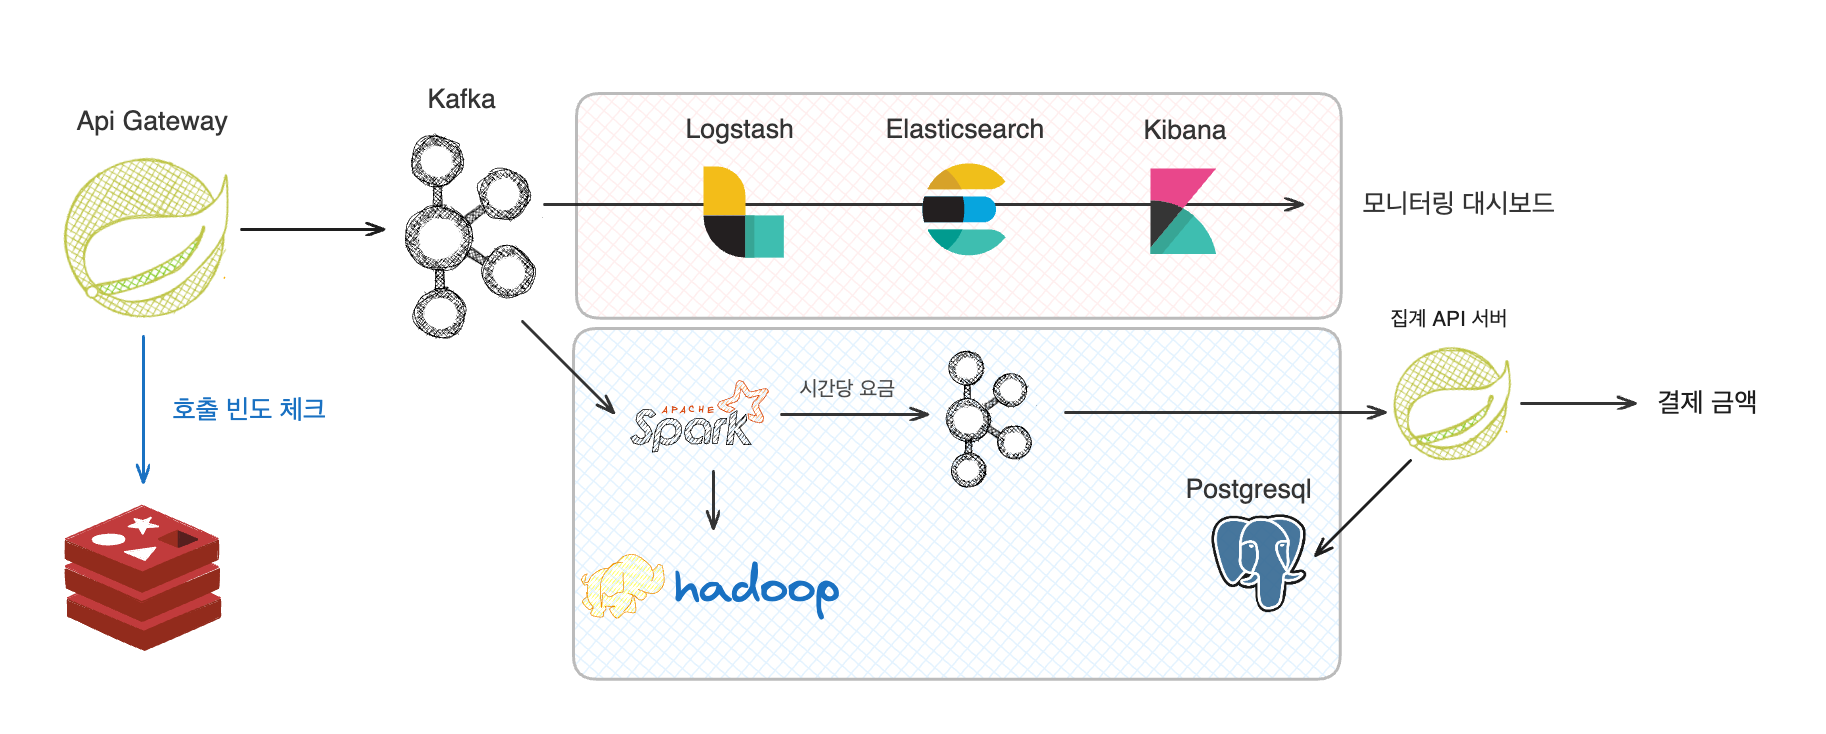 Api Gateway
Kafka
Logstash
Elasticsearch
Kibana
모니터링 대시보드
호출 빈도 체크
APACHE
Spark
시간당 요금
hadoop
Postgresql
집계 API 서버
결제 금액